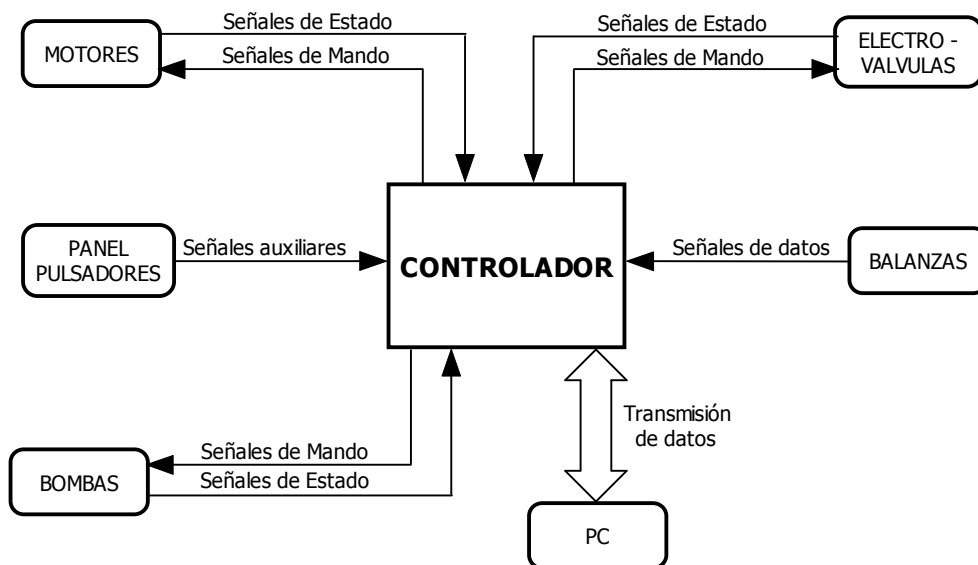 Señales de Estado
MOTORES
Señales de Mando
Señales de Estado
ELECTRO -
VALVULAS
Señales de Mando
PANEL
PULSADORES
Señales auxiliares
CONTROLADOR
Señales de datos
BALANZAS
Transmisión
de datos
Señales de Mando
BOMBAS
Señales de Estado
PC